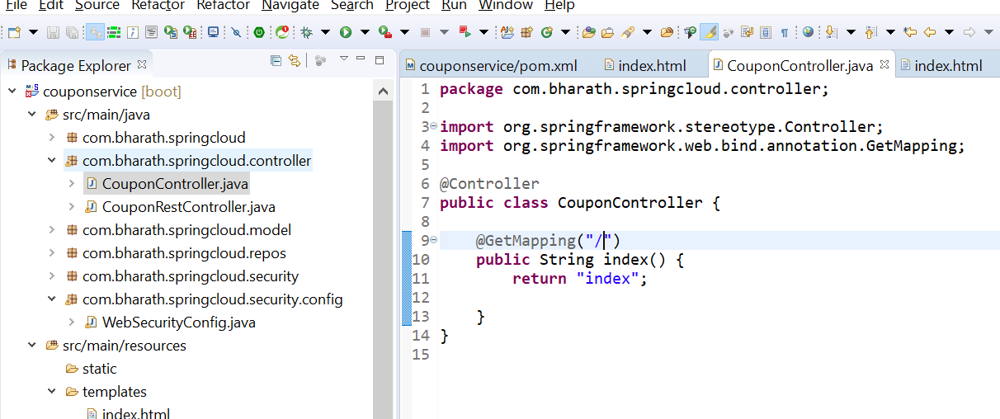 File Edit Source Refactor Refactor Navigate Search Project Run Window Help
Package Explorer
couponservice [boot]
src/main/java
com.bharath.springcloud
com.bharath.springcloud.controller
CouponController.java
CouponRestController.java
com.bharath.springcloud.model
com.bharath.springcloud.repos
com.bharath.springcloud.security
com.bharath.springcloud.security.config
WebSecurityConfig.java
src/main/resources
static
templates
index.html
couponservice/pom.xml index.html CouponController.java index.html
1 package com.bharath.springcloud.controller;
2
3 import org.springframework.stereotype.Controller;
4 import org.springframework.web.bind.annotation.GetMapping;
5
6 @Controller
7 public class CouponController {
8
9 @GetMapping("/")
10 public String index() {
11 return "index";
12
13 }
14 }
15